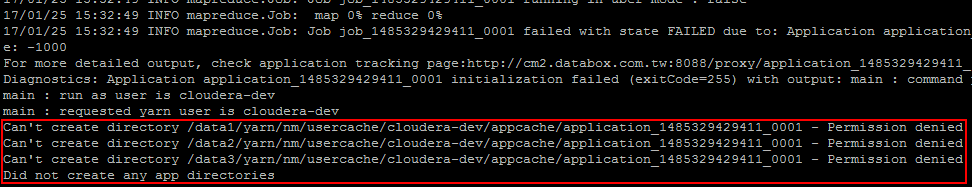 17/01/25 15:32:49 INFO mapreduce.Job: Job job_1485329429411_0001 running in uber mode : false
17/01/25 15:32:49 INFO mapreduce.Job:  map 0% reduce 0%
17/01/25 15:32:49 INFO mapreduce.Job: Job job_1485329429411_0001 failed with state FAILED due to: Application application_
e: -1000
For more detailed output, check application tracking page:http://cm2.databox.com.tw:8088/proxy/application_1485329429411_
Diagnostics: Application application_1485329429411_0001 initialization failed (exitCode=255) with output: main : command
main : run as user is cloudera-dev
main : requested yarn user is cloudera-dev
Can't create directory /data1/yarn/nm/usercache/cloudera-dev/appcache/application_1485329429411_0001 - Permission denied
Can't create directory /data2/yarn/nm/usercache/cloudera-dev/appcache/application_1485329429411_0001 - Permission denied
Can't create directory /data3/yarn/nm/usercache/cloudera-dev/appcache/application_1485329429411_0001 - Permission denied
Did not create any app directories